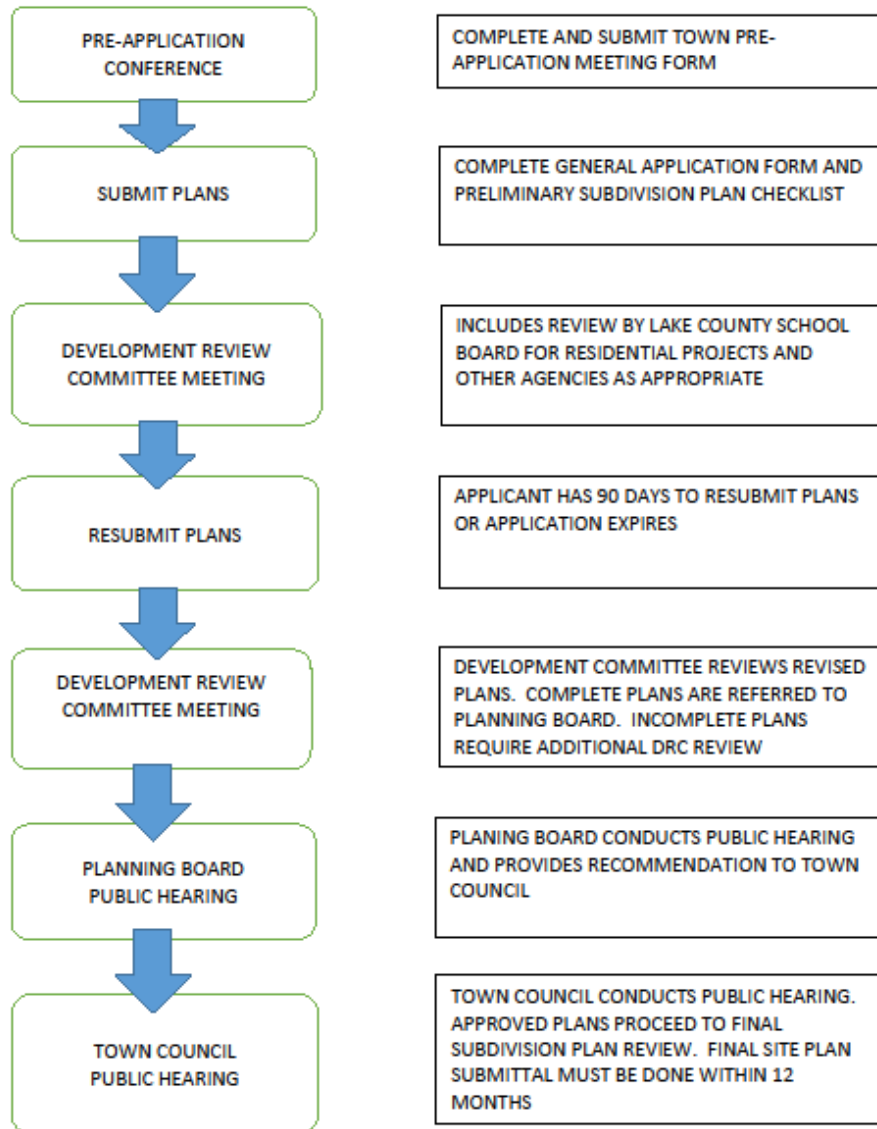 PRE-APPLICATIION
CONFERENCE
COMPLETE AND SUBMIT TOWN PRE-
APPLICATION MEETING FORM
SUBMIT PLANS
COMPLETE GENERAL APPLICATION FORM AND
PRELIMINARY SUBDIVISION PLAN CHECKLIST
DEVELOPMENT REVIEW
COMMITTEE MEETING
INCLUDES REVIEW BY LAKE COUNTY SCHOOL
BOARD FOR RESIDENTIAL PROJECTS AND
OTHER AGENCIES AS APPROPRIATE
RESUBMIT PLANS
APPLICANT HAS 90 DAYS TO RESUBMIT PLANS
OR APPLICATION EXPIRES
DEVELOPMENT REVIEW
COMMITTEE MEETING
DEVELOPMENT COMMITTEE REVIEWS REVISED
PLANS.  COMPLETE PLANS ARE REFERRED TO
PLANNING BOARD.  INCOMPLETE PLANS
REQUIRE ADDITIONAL DRC REVIEW
PLANNING BOARD
PUBLIC HEARING
PLANING BOARD CONDUCTS PUBLIC HEARING
AND PROVIDES RECOMMENDATION TO TOWN
COUNCIL
TOWN COUNCIL
PUBLIC HEARING
TOWN COUNCIL CONDUCTS PUBLIC HEARING.
APPROVED PLANS PROCEED TO FINAL
SUBDIVISION PLAN REVIEW.  FINAL SITE PLAN
SUBMITTAL MUST BE DONE WITHIN 12
MONTHS